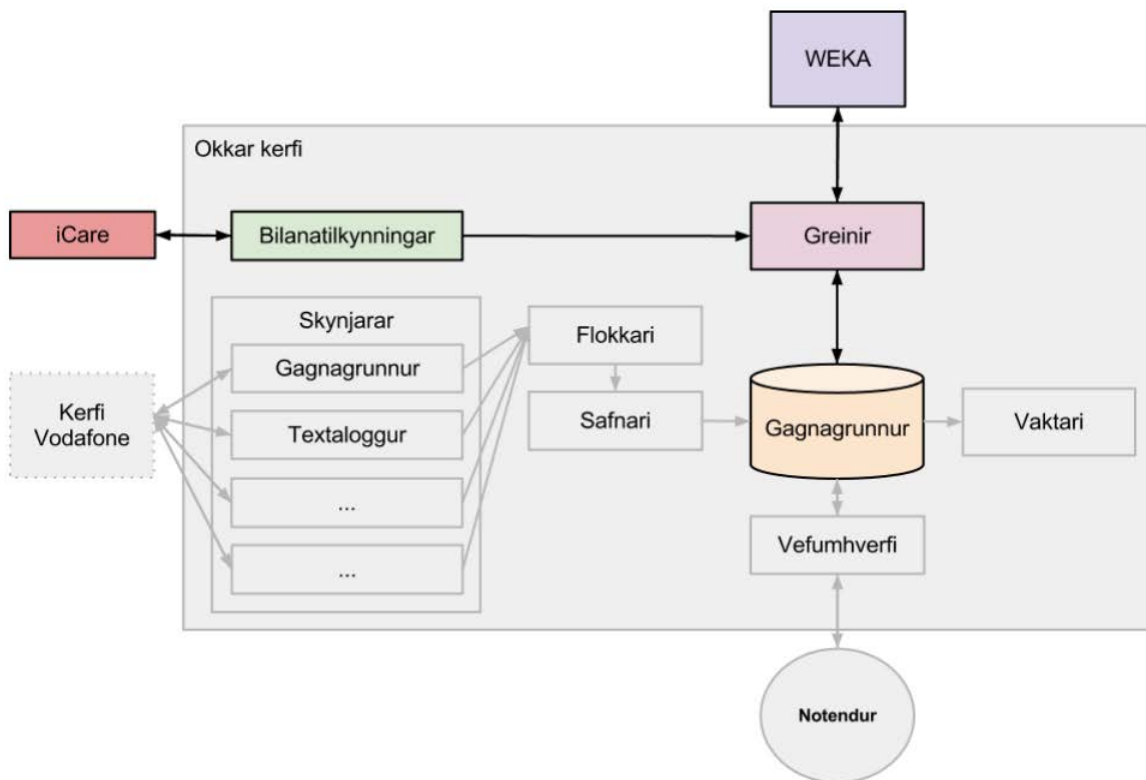 WEKA
Okkar kerfi
iCare
Bilanatilkynningar
Greinir
Skynjarar
Flokkari
Gagnagrunnur
Kerfi
Vodafone
Textaloggur
Safnari
Gagnagrunnur
Vaktari
...
Vefumhverfi
...
Notendur